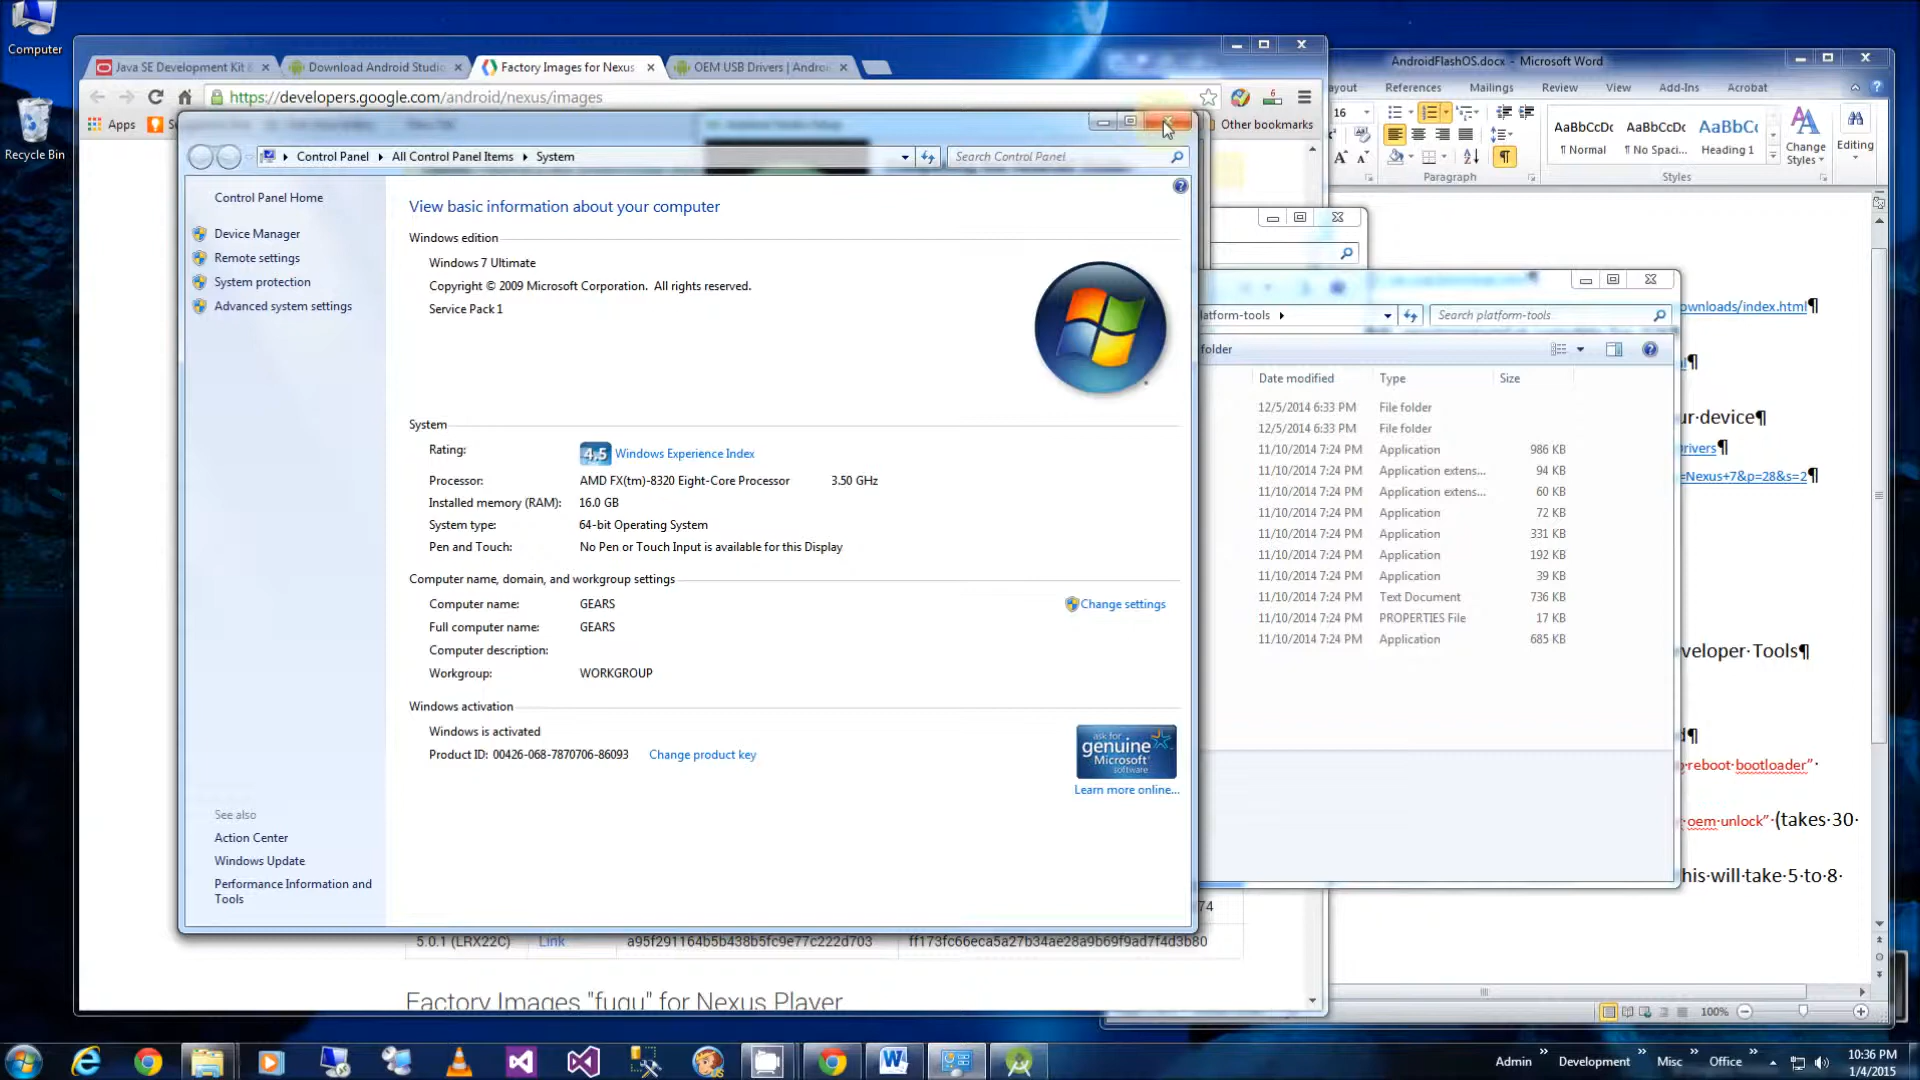 Computer
Recycle Bin
Java SE Development Kit 8
Download Android Studio
Factory Images for Nexus
OEM USB Drivers | Androi
https://developers.google.com/android/nexus/images
Apps
Other bookmarks
Control Panel
All Control Panel Items
System
Search Control Panel
Control Panel Home
Device Manager
Remote settings
System protection
Advanced system settings
View basic information about your computer
Windows edition
Windows 7 Ultimate
Copyright © 2009 Microsoft Corporation. All rights reserved.
Service Pack 1
System
Rating:
4.5 Windows Experience Index
Processor:
AMD FX(tm)-8320 Eight-Core Processor 3.50 GHz
Installed memory (RAM):
16.0 GB
System type:
64-bit Operating System
Pen and Touch:
No Pen or Touch Input is available for this Display
Computer name, domain, and workgroup settings
Computer name:
GEARS
Change settings
Full computer name:
GEARS
Computer description:
Workgroup:
WORKGROUP
Windows activation
Windows is activated
Product ID: 00426-068-7870706-86093
Change product key
ask for
genuine
Microsoft
software
Learn more online...
See also
Action Center
Windows Update
Performance Information and
Tools
74
5.0.1 (LRX22C) Link a95f291164b5b438b5fc9e77c222d703 ff173fc66eca5a27b34ae28a9b69f9ad7f4d3b80
Factory Images "fugu" for Nexus Player
AndroidFlashOS.docx - Microsoft Word
ayout
References
Mailings
Review
View
Add-Ins
Acrobat
16
AaBbCcDc
AaBbCcDc
AaBbCc
¶ Normal
¶ No Spaci...
Heading 1
Change
Styles
Editing
Paragraph
Styles
latform-tools
Search platform-tools
folder
Date modified Type Size
12/5/2014 6:33 PM File folder
12/5/2014 6:33 PM File folder
11/10/2014 7:24 PM Application 986 KB
11/10/2014 7:24 PM Application extens... 94 KB
11/10/2014 7:24 PM Application extens... 60 KB
11/10/2014 7:24 PM Application 72 KB
11/10/2014 7:24 PM Application 331 KB
11/10/2014 7:24 PM Application 192 KB
11/10/2014 7:24 PM Application 39 KB
11/10/2014 7:24 PM Text Document 736 KB
11/10/2014 7:24 PM PROPERTIES File 17 KB
11/10/2014 7:24 PM Application 685 KB
ownloads/index.html¶
l¶
ur·device¶
Drivers¶
=Nexus+7&p=28&s=2¶
veloper·Tools¶
d¶
reboot·bootloader"·
oem·unlock"·(takes·30·
his·will·take·5·to·8·
100%
Admin
Development
Misc
Office
10:36 PM
1/4/2015